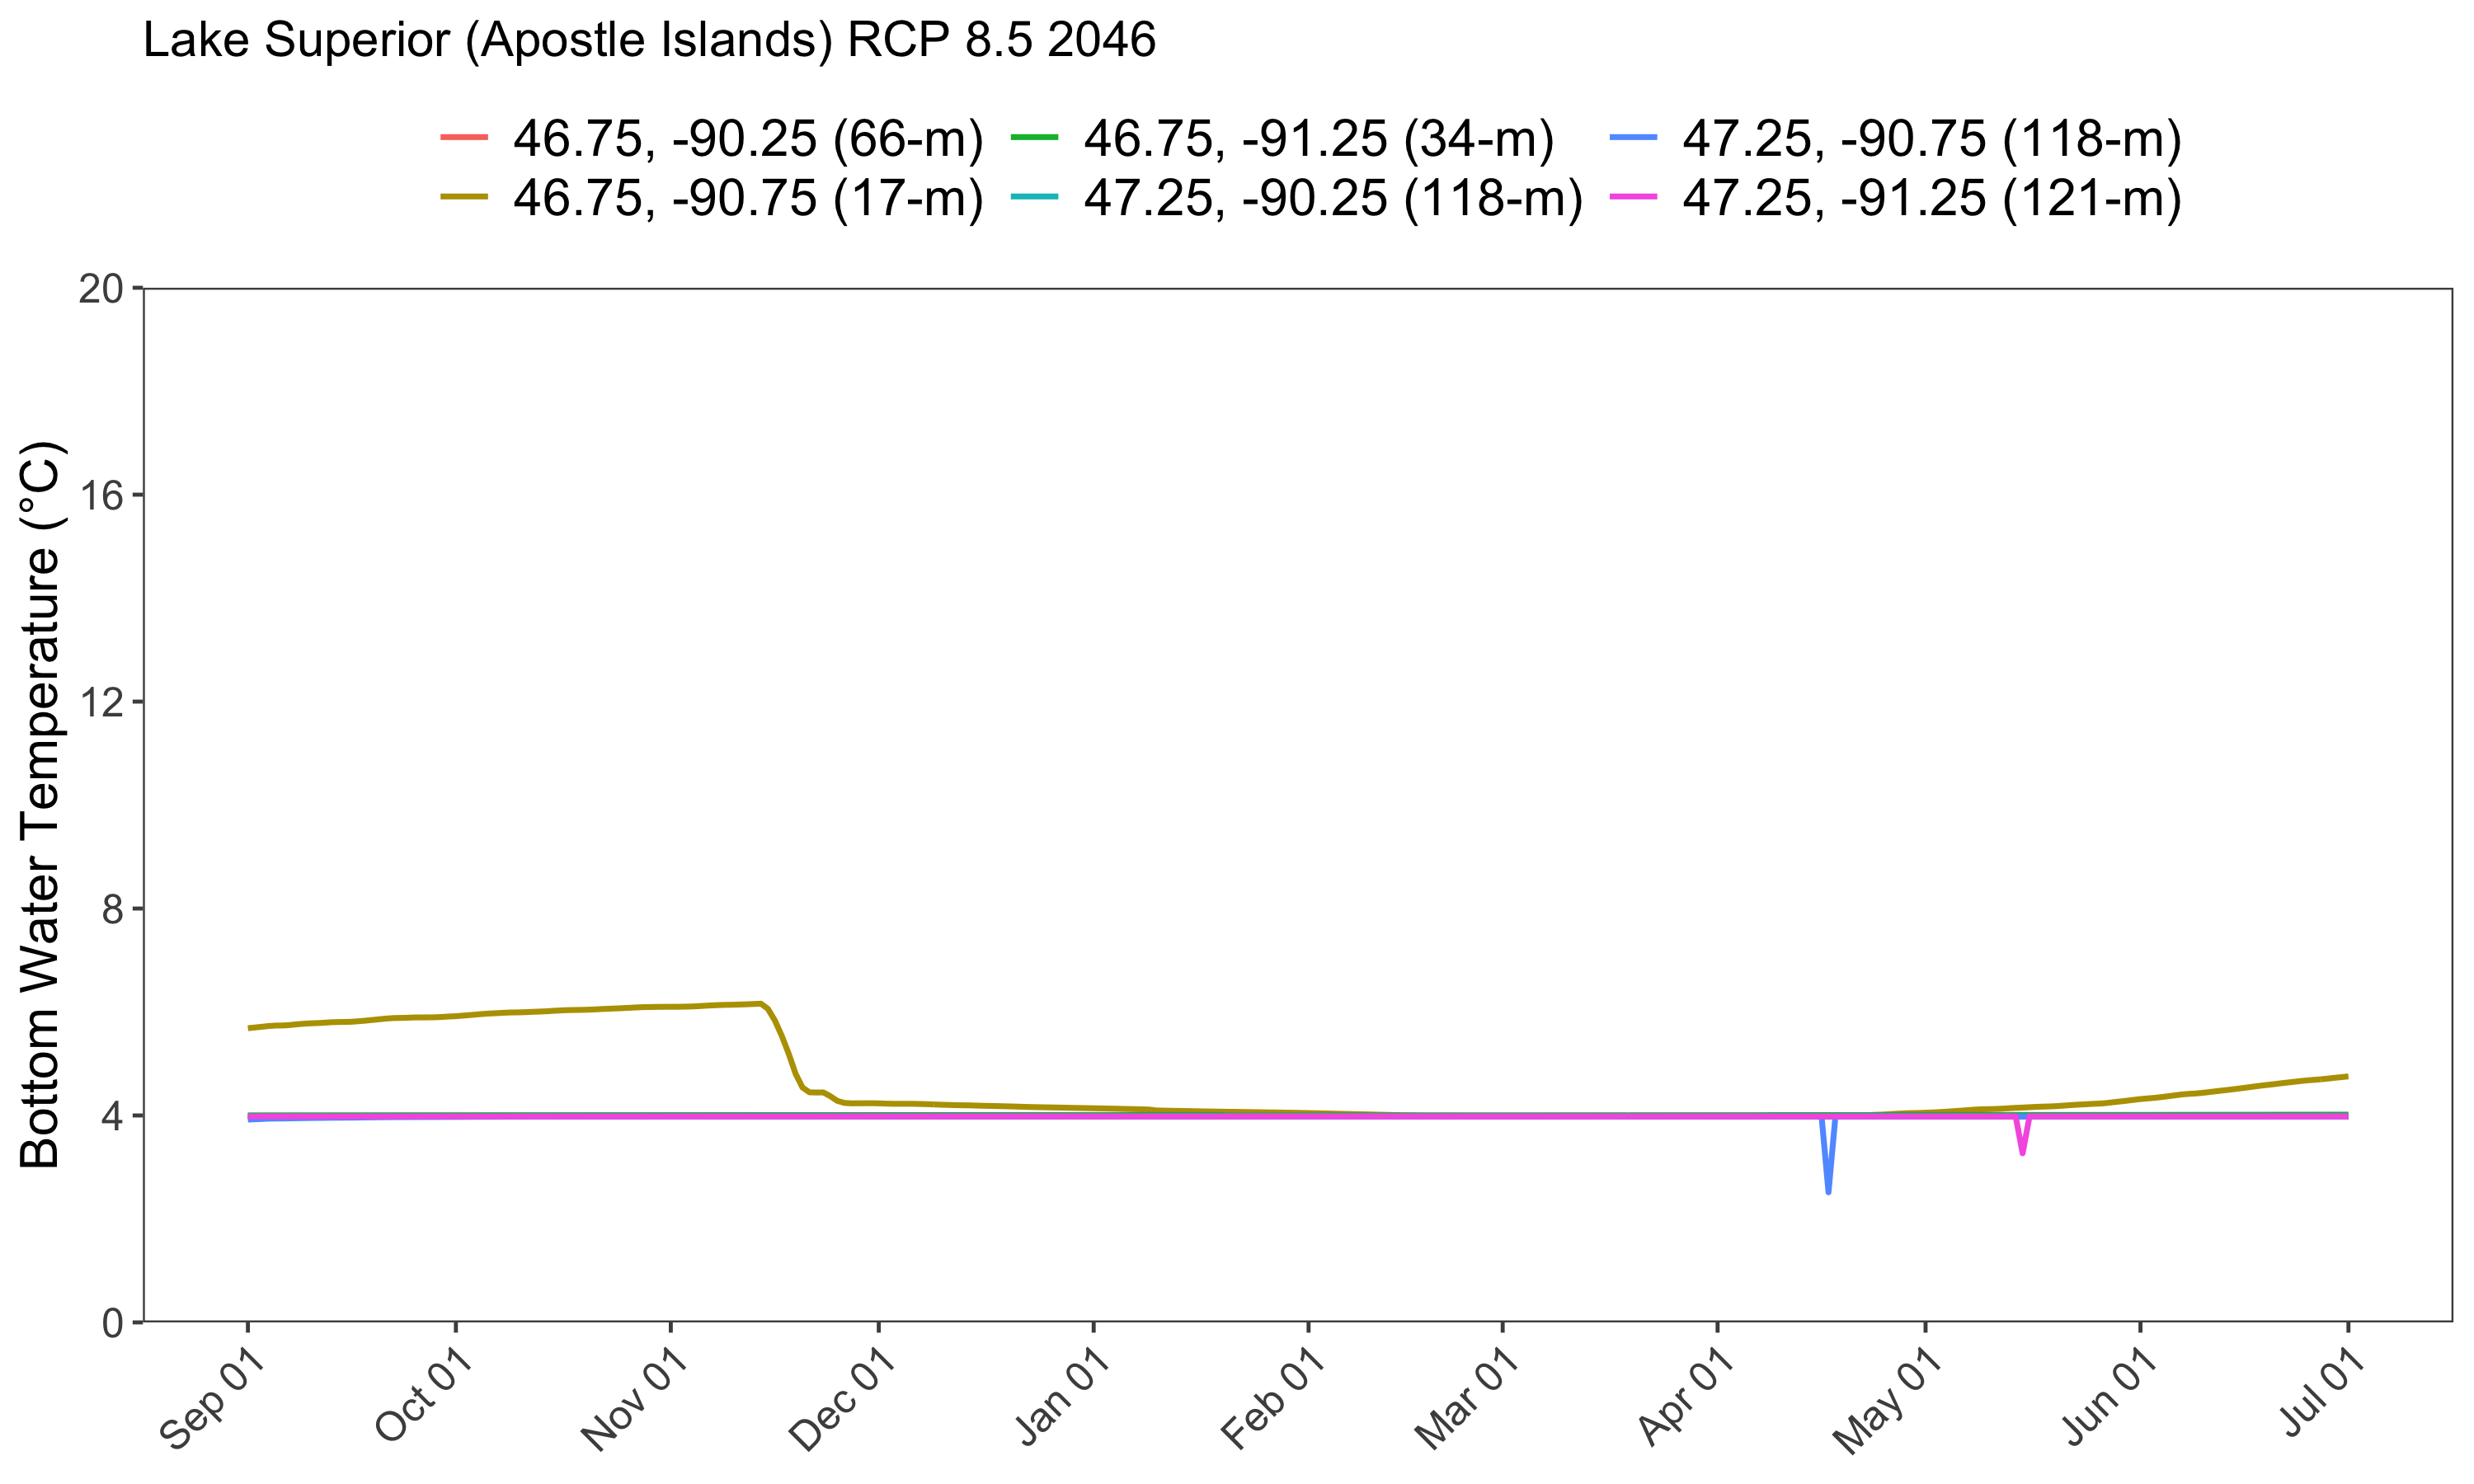 Lake Superior (Apostle Islands) RCP 8.5 2046
46.75, -90.25 (66-m) 46.75, -91.25 (34-m) 47.25, -90.75 (118-m)
46.75, -90.75 (17-m) 47.25, -90.25 (118-m) 47.25, -91.25 (121-m)
Bottom Water Temperature (°C)
20
16
12
8
4
0
Sep 01 Oct 01 Nov 01 Dec 01 Jan 01 Feb 01 Mar 01 Apr 01 May 01 Jun 01 Jul 01